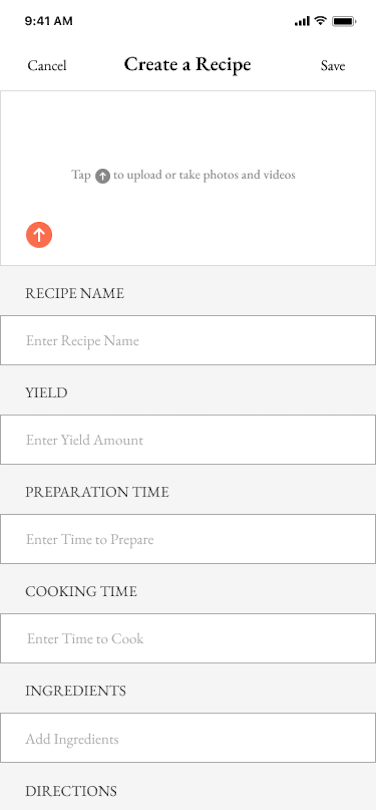 9:41 AM
Cancel Create a Recipe Save
Tap to upload or take photos and videos
RECIPE NAME
Enter Recipe Name
YIELD
Enter Yield Amount
PREPARATION TIME
Enter Time to Prepare
COOKING TIME
Enter Time to Cook
INGREDIENTS
Add Ingredients
DIRECTIONS